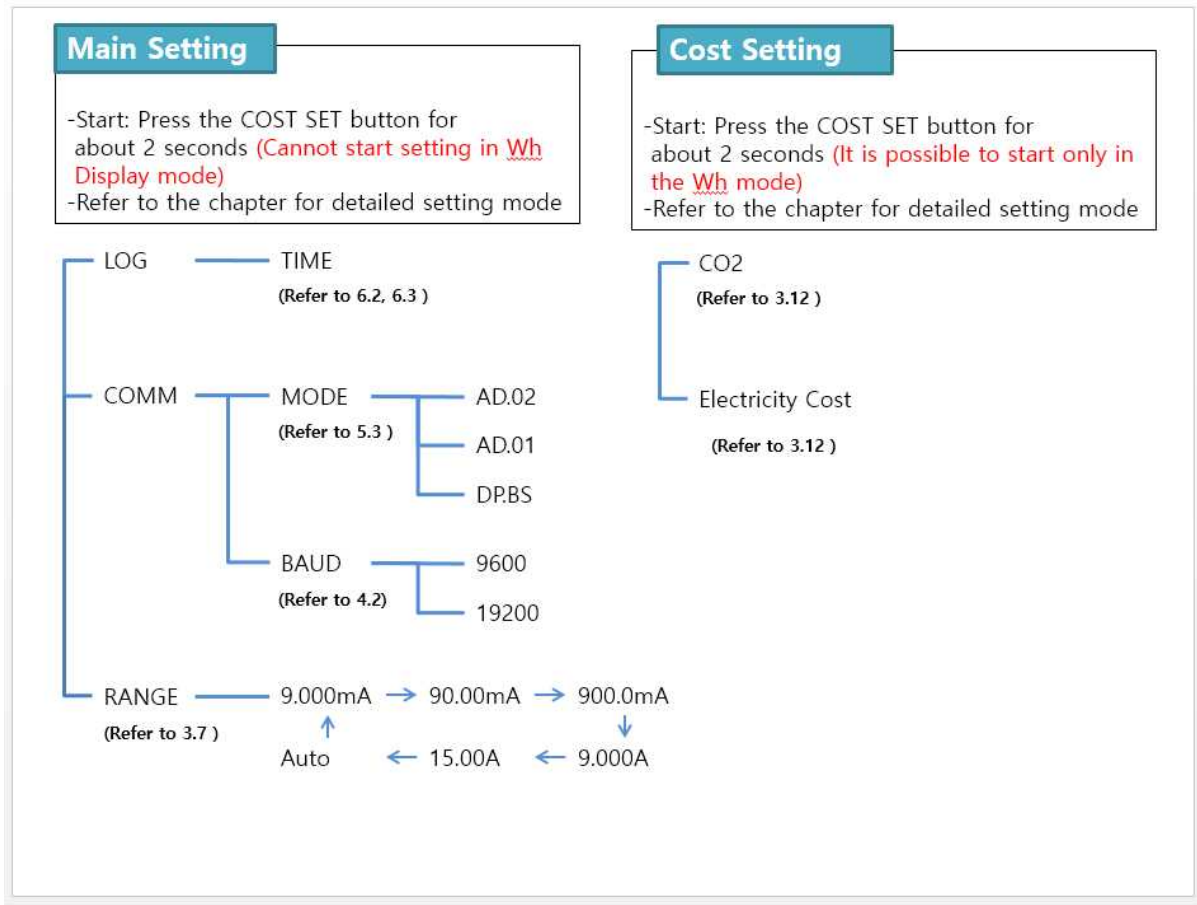 Main Setting
-Start: Press the COST SET button for
about 2 seconds (Cannot start setting in Wh
Display mode)
-Refer to the chapter for detailed setting mode
Cost Setting
-Start: Press the COST SET button for
about 2 seconds (It is possible to start only in
the Wh mode)
-Refer to the chapter for detailed setting mode
LOG TIME
(Refer to 6.2, 6.3 )
COMM MODE AD.02
(Refer to 5.3 )
AD.01
DP.BS
BAUD 9600
(Refer to 4.2)
19200
RANGE 9.000mA → 90.00mA → 900.0mA
(Refer to 3.7 )
↑ ↓
Auto ← 15.00A ← 9.000A
CO2
(Refer to 3.12 )
Electricity Cost
(Refer to 3.12 )